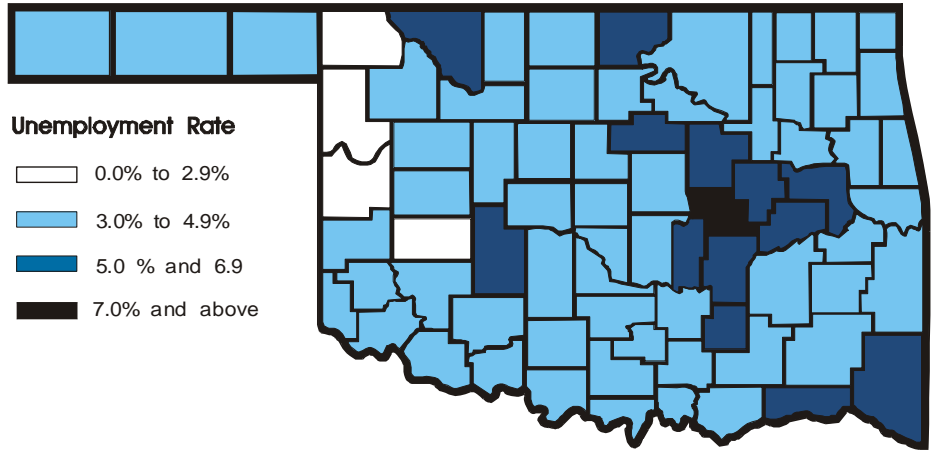 Unemployment Rate
0.0% to 2.9%
3.0% to 4.9%
5.0 % and 6.9
7.0% and above